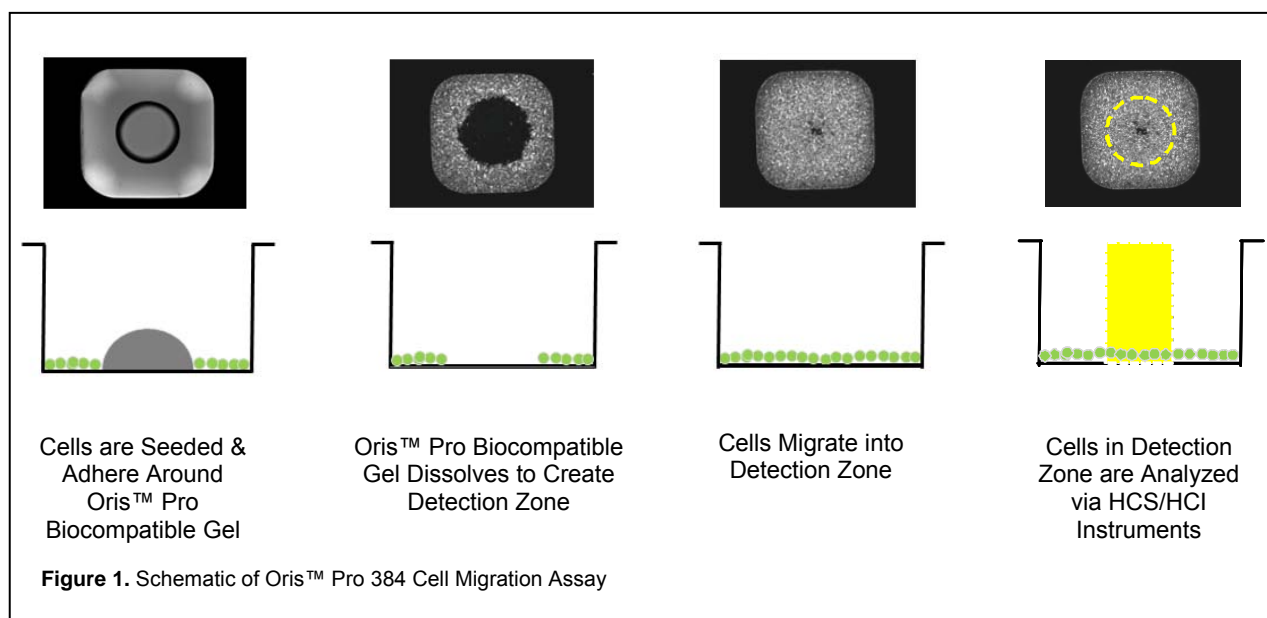 Cells are Seeded &
Adhere Around
Oris™ Pro
Biocompatible Gel
Oris™ Pro Biocompatible
Gel Dissolves to Create
Detection Zone
Cells Migrate into
Detection Zone
Cells in Detection
Zone are Analyzed
via HCS/HCI
Instruments
Figure 1. Schematic of Oris™ Pro 384 Cell Migration Assay